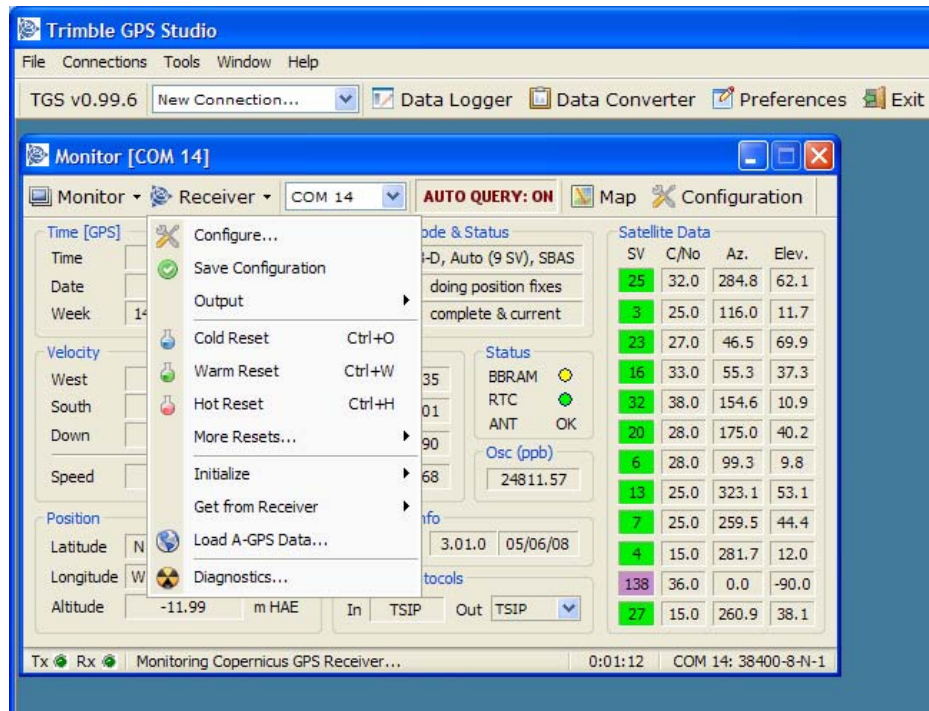 Trimble GPS Studio
File Connections Tools Window Help
TGS v0.99.6 New Connection... Data Logger Data Converter Preferences Exit
Monitor [COM 14]
Monitor Receiver COM 14 AUTO QUERY: ON Map Configuration
Time [GPS]
Time
Date
Week
Configure...
Save Configuration
Output
Cold Reset Ctrl+O
Warm Reset Ctrl+W
Hot Reset Ctrl+H
More Resets...
Initialize
Get from Receiver
Load A-GPS Data...
Diagnostics...
& Status
Auto (9 SV), SBAS
doing position fixes
complete & current
Velocity
West 35
South 01
Down 90
Speed 68
Status
BBRAM
RTC
ANT OK
Osc (ppb)
24811.57
Position
Latitude N
Longitude W
Altitude -11.99 m HAE
3.01.0 05/06/08
In TSIP Out TSIP
Satellite Data
SV C/No Az. Elev.
25 32.0 284.8 62.1
3 25.0 116.0 11.7
23 27.0 46.5 69.9
16 33.0 55.3 37.3
32 38.0 154.6 10.9
20 28.0 175.0 40.2
6 28.0 99.3 9.8
13 25.0 323.1 53.1
7 25.0 259.5 44.4
4 15.0 281.7 12.0
138 36.0 0.0 -90.0
27 15.0 260.9 38.1
Tx Rx Monitoring Copernicus GPS Receiver... 0:01:12 COM 14: 38400-8-N-1